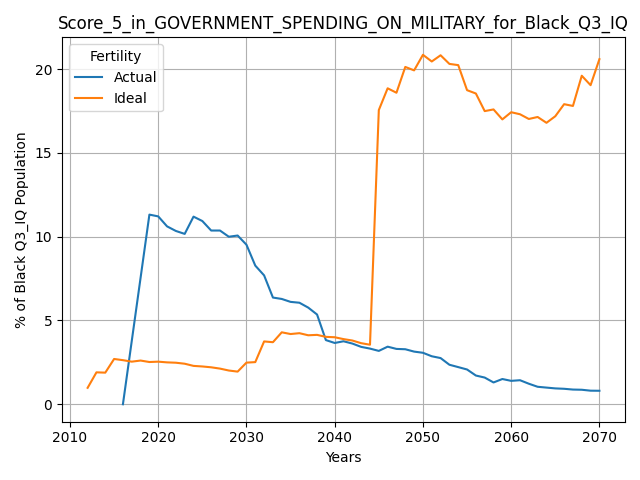 Score_5_in_GOVERNMENT_SPENDING_ON_MILITARY_for_Black_Q3_IQ
Fertility
Actual
Ideal
% of Black Q3_IQ Population
20
15
10
5
0
2010 2020 2030 2040 2050 2060 2070
Years